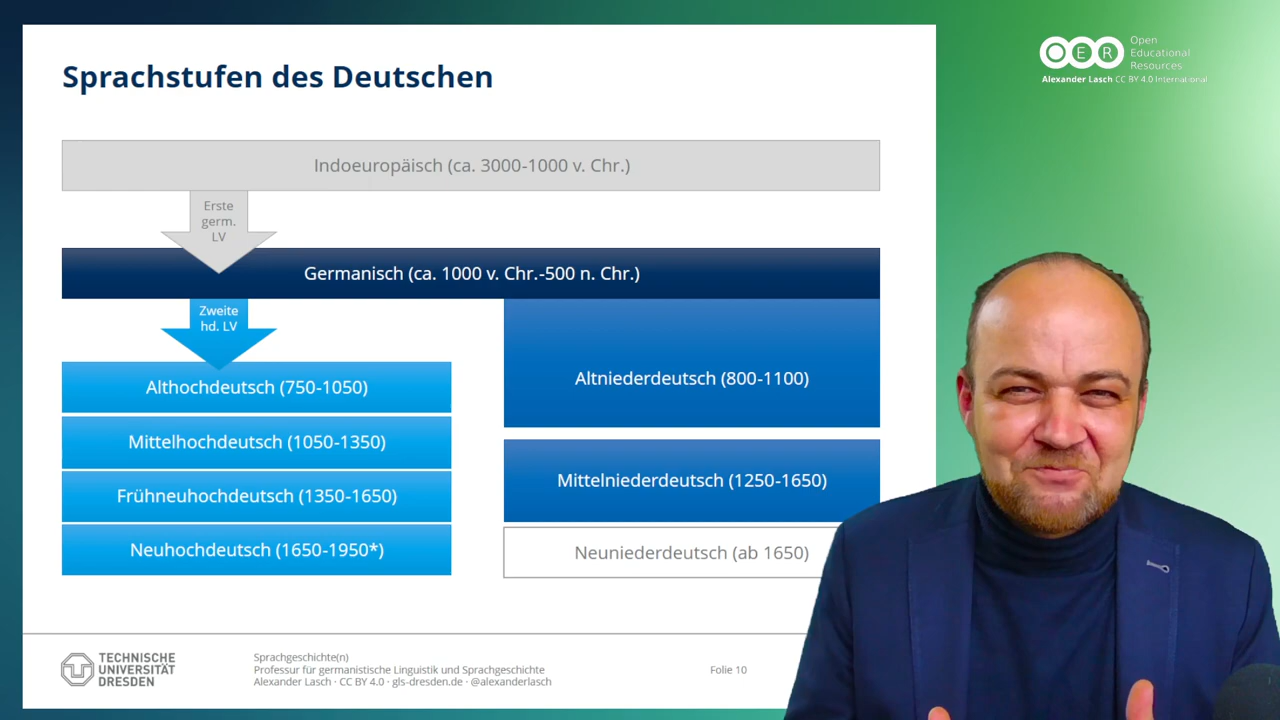 Sprachstufen des Deutschen
OER
Open
Educational
Resources
Alexander Lasch CC BY 4.0 International
Indoeuropäisch (ca. 3000-1000 v. Chr.)
Erste
germ.
LV
Germanisch (ca. 1000 v. Chr.-500 n. Chr.)
Zweite
hd. LV
Althochdeutsch (750-1050)
Mittelhochdeutsch (1050-1350)
Frühneuhochdeutsch (1350-1650)
Neuhochdeutsch (1650-1950*)
Altniederdeutsch (800-1100)
Mittelniederdeutsch (1250-1650)
Neuniederdeutsch (ab 1650)
TECHNISCHE
UNIVERSITÄT
DRESDEN
Sprachgeschichte(n)
Professur für germanistische Linguistik und Sprachgeschichte
Alexander Lasch · CC BY 4.0 · gls-dresden.de · @alexanderlasch
Folie 10